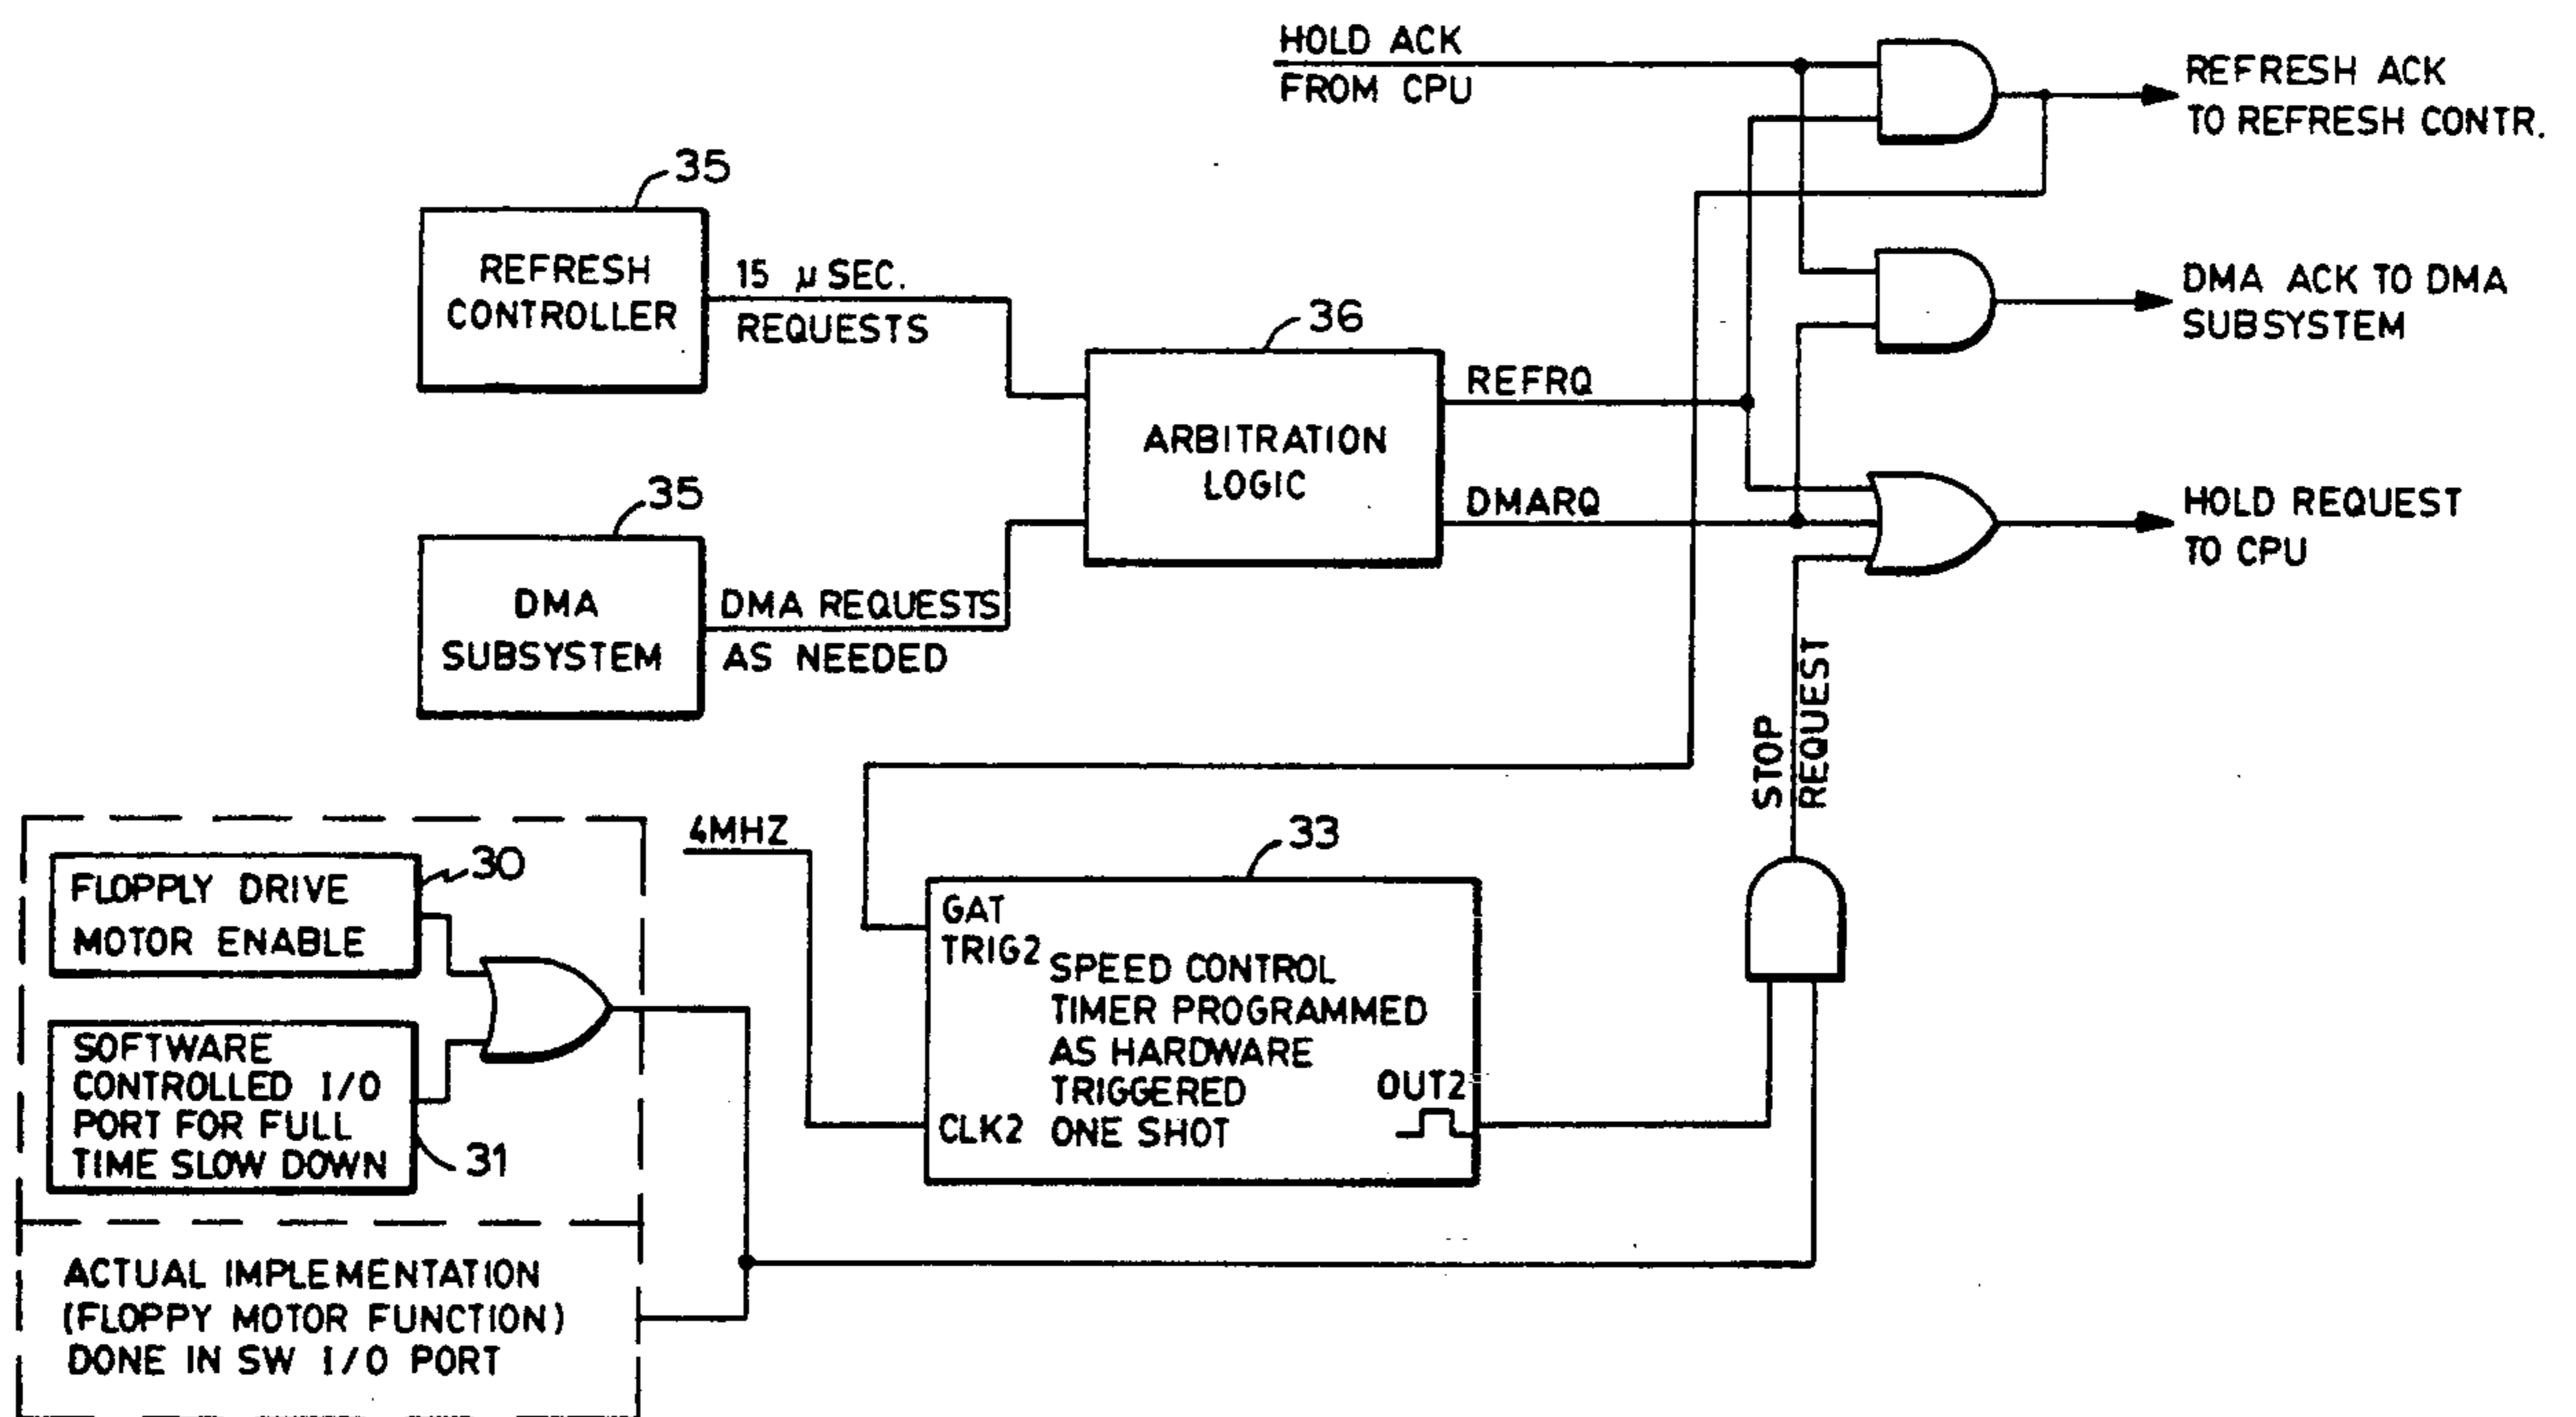 HOLD ACK
FROM CPU
REFRESH ACK
TO REFRESH CONTR.
35
REFRESH
CONTROLLER
15 μSEC.
REQUESTS
DMA ACK TO DMA
SUBSYSTEM
36
ARBITRATION
LOGIC
REFRQ
DMARQ
HOLD REQUEST
TO CPU
35
DMA
SUBSYSTEM
DMA REQUESTS
AS NEEDED
STOP
REQUEST
30
FLOPPLY DRIVE
MOTOR ENABLE
SOFTWARE
CONTROLLED I/O
PORT FOR FULL
TIME SLOW DOWN
31
4MHZ
33
GAT
TRIG2
SPEED CONTROL
TIMER PROGRAMMED
AS HARDWARE
TRIGGERED
ONE SHOT
OUT2
CLK2
ACTUAL IMPLEMENTATION
(FLOPPY MOTOR FUNCTION)
DONE IN SW I/O PORT